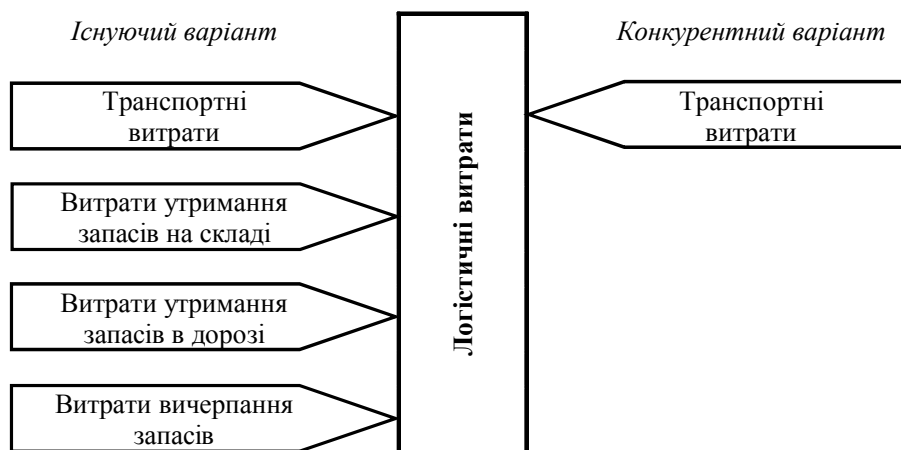 Існуючий варіант
Конкурентний варіант
Транспортні
витрати
Витрати утримання
запасів на складі
Витрати утримання
запасів в дорозі
Витрати вичерпання
запасів
Логістичні витрати
Транспортні
витрати